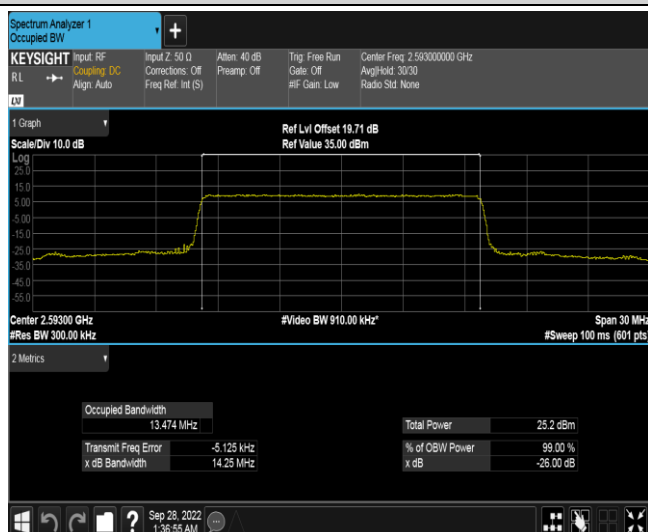 Spectrum Analyzer 1
Occupied BW
+
KEYSIGHT
RL
LXI
Input: RF
Coupling: DC
Align: Auto
Input Z: 50 Ω
Corrections: Off
Freq Ref: Int (S)
Atten: 40 dB
Preamp: Off
Trig: Free Run
Gate: Off
#IF Gain: Low
Center Freq: 2.593000000 GHz
Avg|Hold: 30/30
Radio Std: None
1 Graph
Scale/Div 10.0 dB
Ref Lvl Offset 19.71 dB
Ref Value 35.00 dBm
Log
25.0
15.0
5.00
-5.00
-15.0
-25.0
-35.0
-45.0
-55.0
Center 2.59300 GHz
#Video BW 910.00 kHz*
Span 30 MHz
#Res BW 300.00 kHz
#Sweep 100 ms (601 pts)
2 Metrics
Occupied Bandwidth
13.474 MHz
Total Power 25.2 dBm
Transmit Freq Error -5.125 kHz
% of OBW Power 99.00 %
x dB Bandwidth 14.25 MHz
x dB -26.00 dB
?
Sep 28, 2022
1:36:55 AM